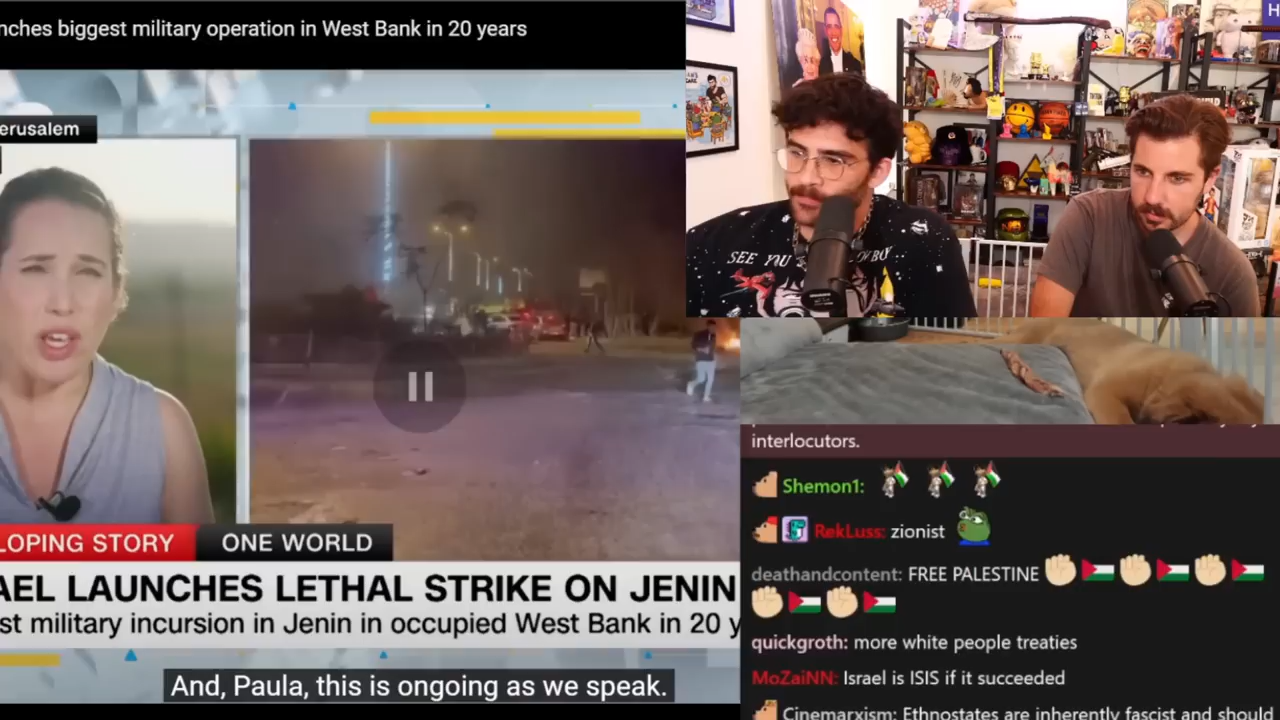 nches biggest military operation in West Bank in 20 years
erusalem
LOPING STORY
ONE WORLD
AEL LAUNCHES LETHAL STRIKE ON JENIN
st military incursion in Jenin in occupied West Bank in 20 y
And, Paula, this is ongoing as we speak.
SEE YOU
interlocutors.
Shemon1:
RekLuss: zionist
deathandcontent: FREE PALESTINE
quickgroth: more white people treaties
MoZaiNN: Israel is ISIS if it succeeded
Cinemarxism: Ethnostates are inherently fascist and should